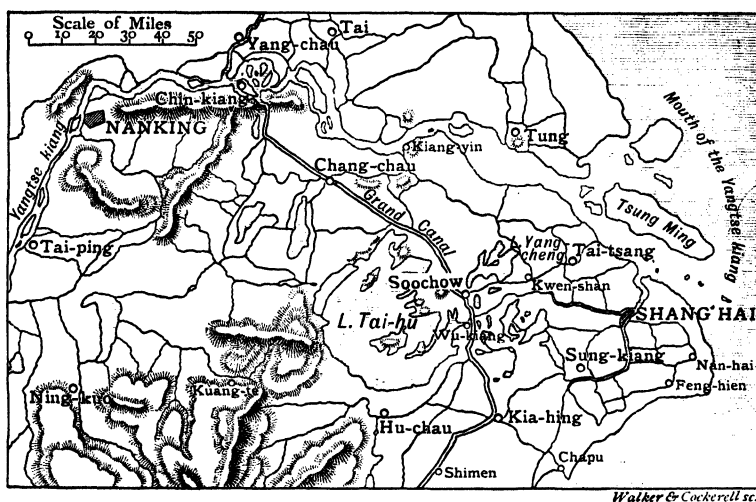 Scale of Miles
0 10 20 50
Yang-chau
Tai
Chin-kiang
NANKING
Yangtse kiang
Kiang-yin
Tung
Mouth of the Yangtse Kiang
Chang-chau
Grand Canal
Tsung Ming
Tai-ping
L. Yang cheng
Tai-tsang
Soochow
Kwen-shan
L. Tai-hu
SHANG HAI
Wu-kiang
Sung-kiang
Nan-hai
Feng-hien
Ning-kuo
Kuang-te
Hu-chau
Kia-hing
Chapu
Shimen
Walker & Cockerell sc